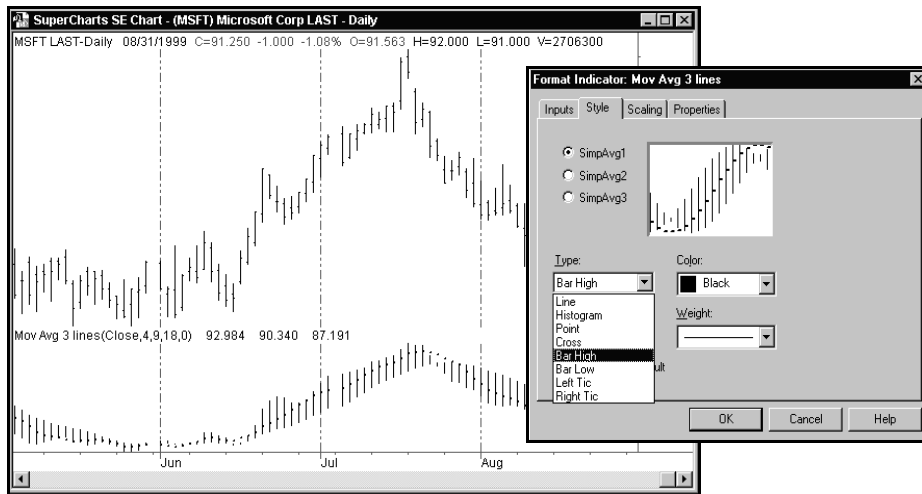 SuperCharts SE Chart - (MSFT) Microsoft Corp LAST - Daily
MSFT LAST-Daily 08/31/1999 C=91.250 -1.000 -1.08% O=91.563 H=92.000 L=91.000 V=2706300
Mov Avg 3 lines(Close,4,9,18,0) 92.984 90.340 87.191
Jun Jul Aug
Format Indicator: Mov Avg 3 lines
Inputs Style Scaling Properties
SimpAvg1
SimpAvg2
SimpAvg3
Type: Color:
Bar High Black
Line
Histogram
Point
Cross
Bar High
Bar Low
Left Tic
Right Tic
Weight:
ult
OK Cancel Help